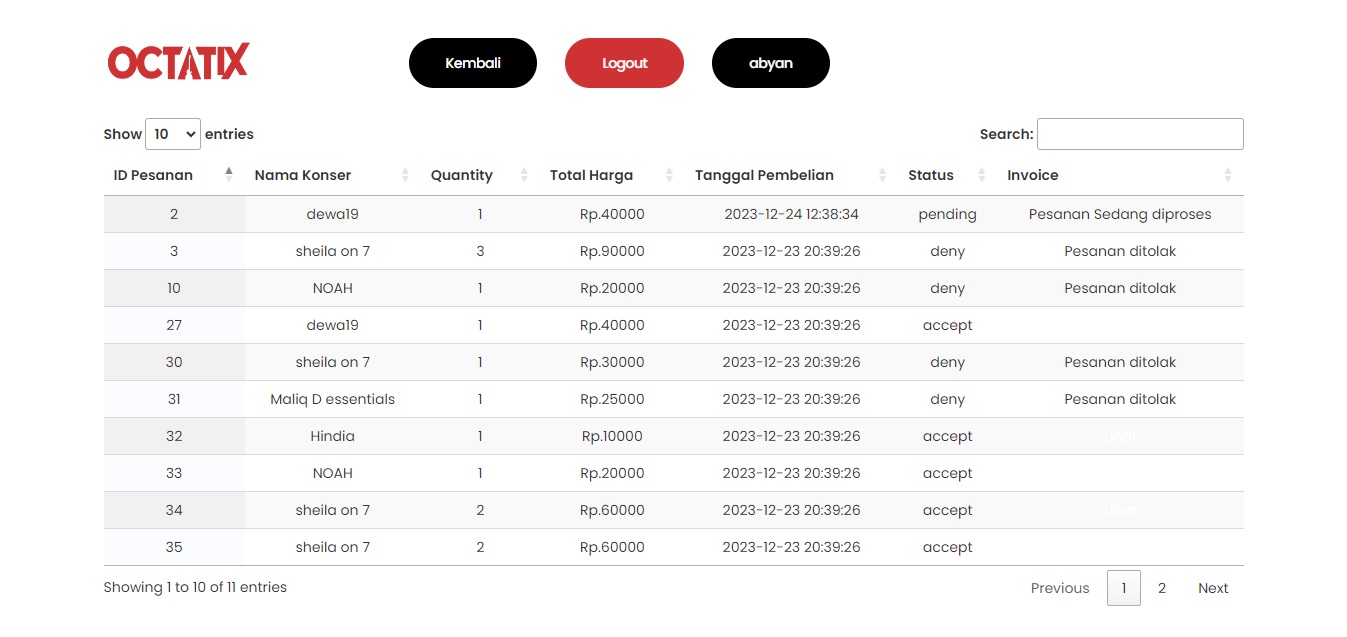 OCTATIX
Kembali Logout abyan
Show 10 entries Search:
ID Pesanan Nama Konser Quantity Total Harga Tanggal Pembelian Status Invoice
2 dewa19 1 Rp.40000 2023-12-24 12:38:34 pending Pesanan Sedang diproses
3 sheila on 7 3 Rp.90000 2023-12-23 20:39:26 deny Pesanan ditolak
10 NOAH 1 Rp.20000 2023-12-23 20:39:26 deny Pesanan ditolak
27 dewa19 1 Rp.40000 2023-12-23 20:39:26 accept
30 sheila on 7 1 Rp.30000 2023-12-23 20:39:26 deny Pesanan ditolak
31 Maliq D essentials 1 Rp.25000 2023-12-23 20:39:26 deny Pesanan ditolak
32 Hindia 1 Rp.10000 2023-12-23 20:39:26 accept Lihat
33 NOAH 1 Rp.20000 2023-12-23 20:39:26 accept
34 sheila on 7 2 Rp.60000 2023-12-23 20:39:26 accept Lihat
35 sheila on 7 2 Rp.60000 2023-12-23 20:39:26 accept
Showing 1 to 10 of 11 entries Previous 1 2 Next